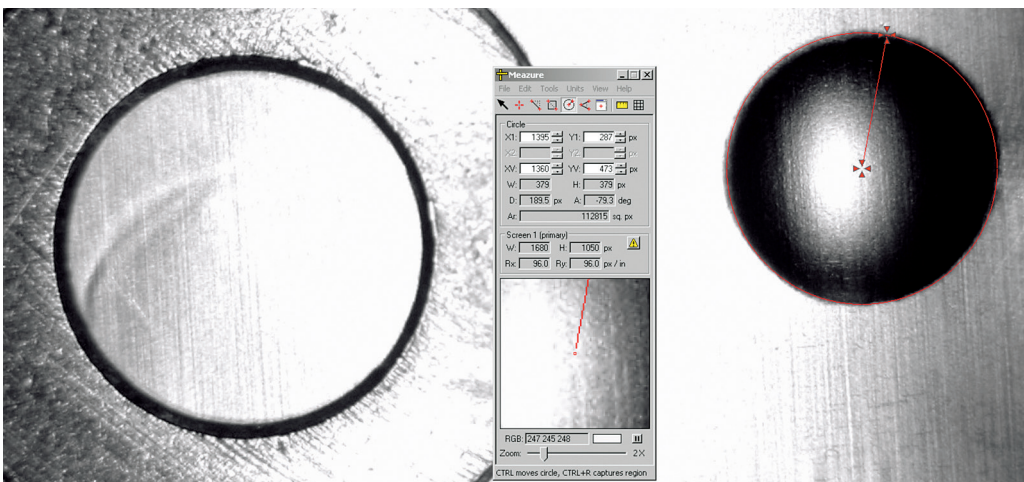 Meazure
File Edit Tools Units View Help
Circle
X1: 1395 Y1: 287 px
X2: Y2:
XV: 1360 YV: 473 px
W: 379 H: 379 px
D: 189.5 px A: -79.3 deg
Ar: 112815 sq. px
Screen 1 (primary)
W: 1680 H: 1050 px
Rx: 96.0 Ry: 96.0 px / in
RGB: 247 245 248
Zoom: 2X
CTRL moves circle, CTRL+R captures region